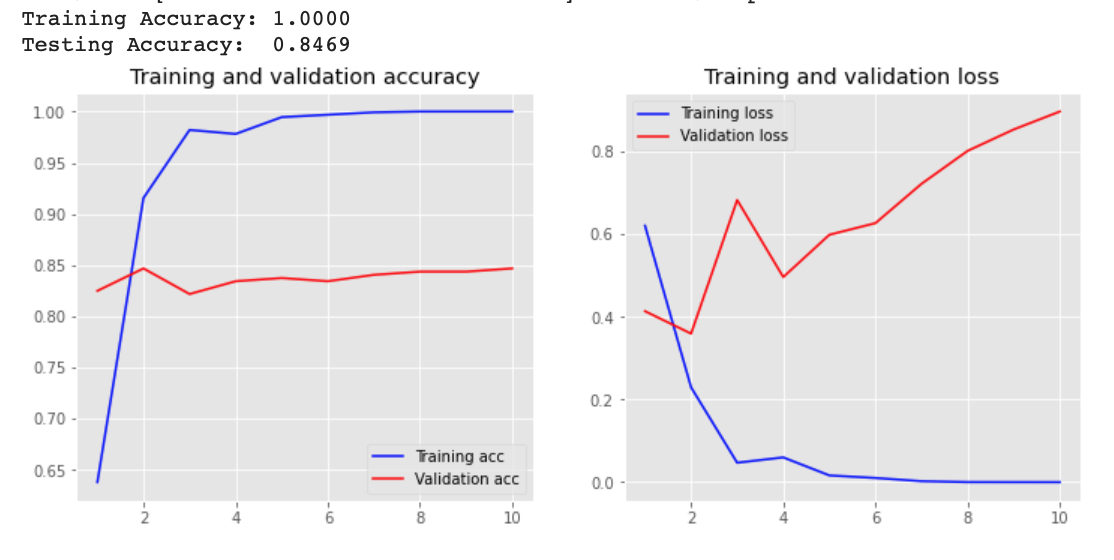 Training Accuracy: 1.0000
Testing Accuracy:  0.8469
Training and validation accuracy
1.00
0.95
0.90
0.85
0.80
0.75
0.70
0.65
Training acc
Validation acc
2 4 6 8 10
Training and validation loss
Training loss
Validation loss
0.8
0.6
0.4
0.2
0.0
2 4 6 8 10